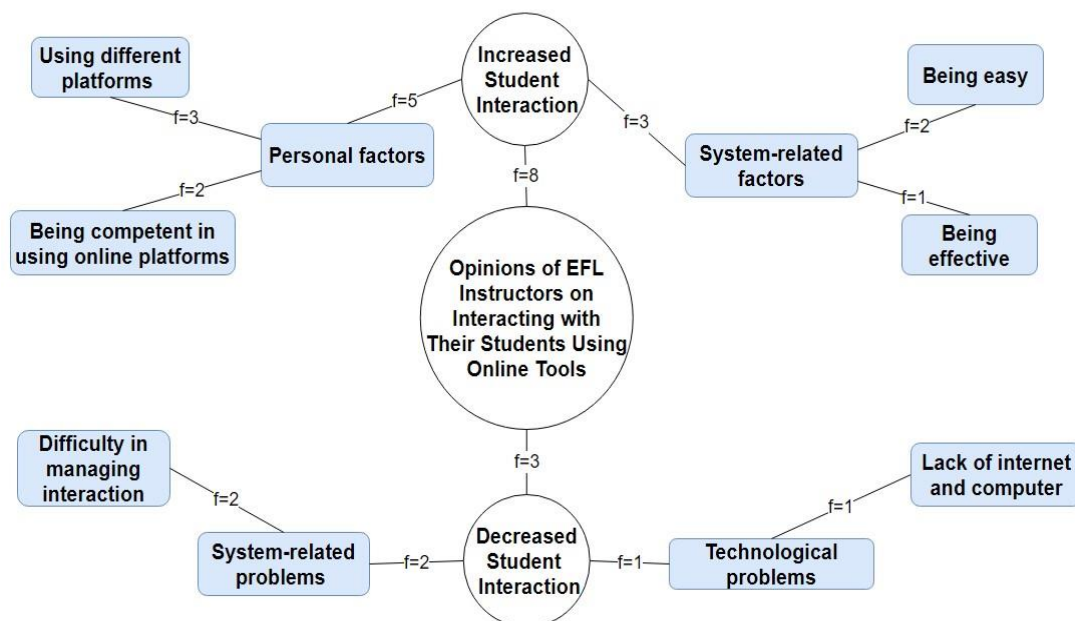 Using different
platforms
f=3
Personal factors
f=5
f=2
Being competent in
using online platforms
Increased
Student
Interaction
f=3
System-related
factors
Being easy
f=2
f=1
Being
effective
f=8
Opinions of EFL
Instructors on
Interacting with
Their Students Using
Online Tools
f=3
Difficulty in
managing
interaction
f=2
System-related
problems
f=2
Decreased
Student
Interaction
f=1
Technological
problems
f=1
Lack of internet
and computer